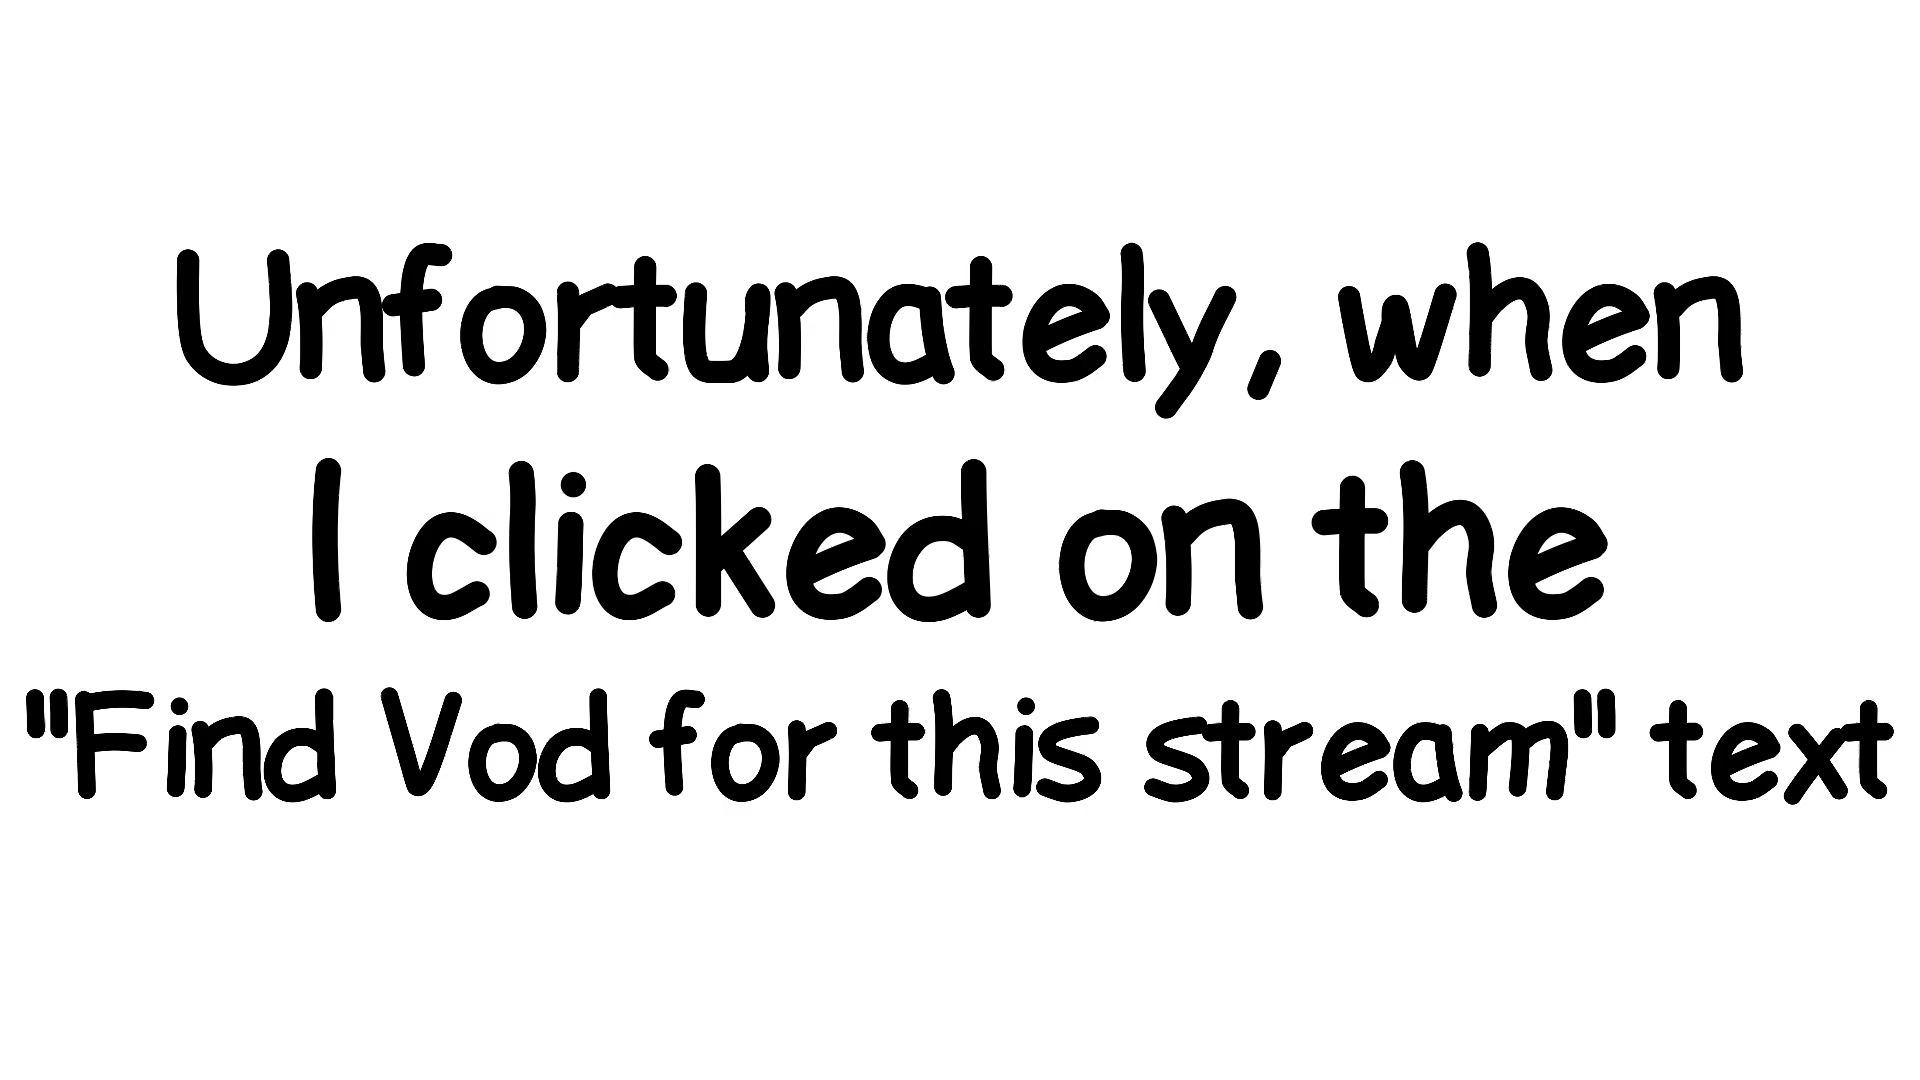 Unfortunately, when
I clicked on the
"Find Vod for this stream" text